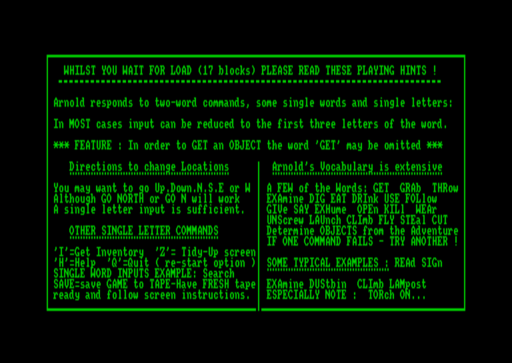 WHILST YOU WAIT FOR LOAD (17 blocks) PLEASE READ THESE PLAYING HINTS !
Arnold responds to two-word commands, some single words and single letters:
In MOST cases input can be reduced to the first three letters of the word.
*** FEATURE : In order to GET an OBJECT the word 'GET' may be omitted ***
Directions to change Locations
You may want to go Up.Down.N.S.E or W
Although GO NORTH or GO N will work
A single letter input is sufficient.
OTHER SINGLE LETTER COMMANDS
'I'=Get Inventory 'Z'= Tidy-Up screen
'H'=Help 'Q'=Quit ( re-start option )
SINGLE WORD INPUTS EXAMPLE: Search
SAVE=save GAME to TAPE-Have FRESH tape
ready and follow screen instructions.
Arnold's Vocabulary is extensive
A FEW of the Words: GET GRAb THRow
EXAmine DIG EAT DRInk USE FOLlow
GIVe SAY EXHume OPEn KILl WEAr
UNScrew LAUnch CLImb FLY STEal CUT
Determine OBJECTS from the Adventure
IF ONE COMMAND FAILS - TRY ANOTHER !
SOME TYPICAL EXAMPLES : REAd SIGn
EXAmine DUStbin CLImb LAMpost
ESPECIALLY NOTE : TORch ON...